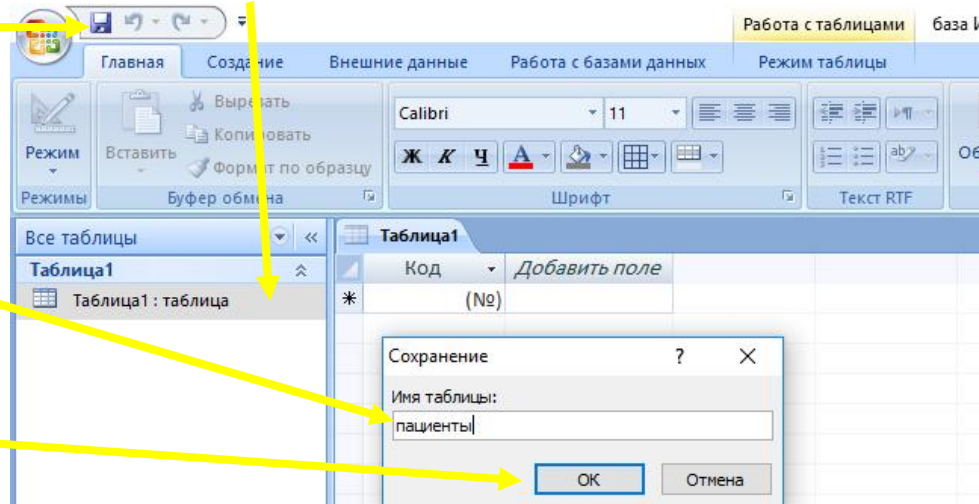 Работа с таблицами база И
Главная Создание Внешние данные Работа с базами данных Режим таблицы
Вырезать
Копировать
Формат по образцу
Режим
Вставить
Calibri 11
Ж К Ч
Об
Режимы Буфер обмена Шрифт Текст RTF
Все таблицы
Таблица1
Таблица1 : таблица
Таблица1
Код Добавить поле
(№)
Сохранение ? X
Имя таблицы:
пациенты
ОК Отмена